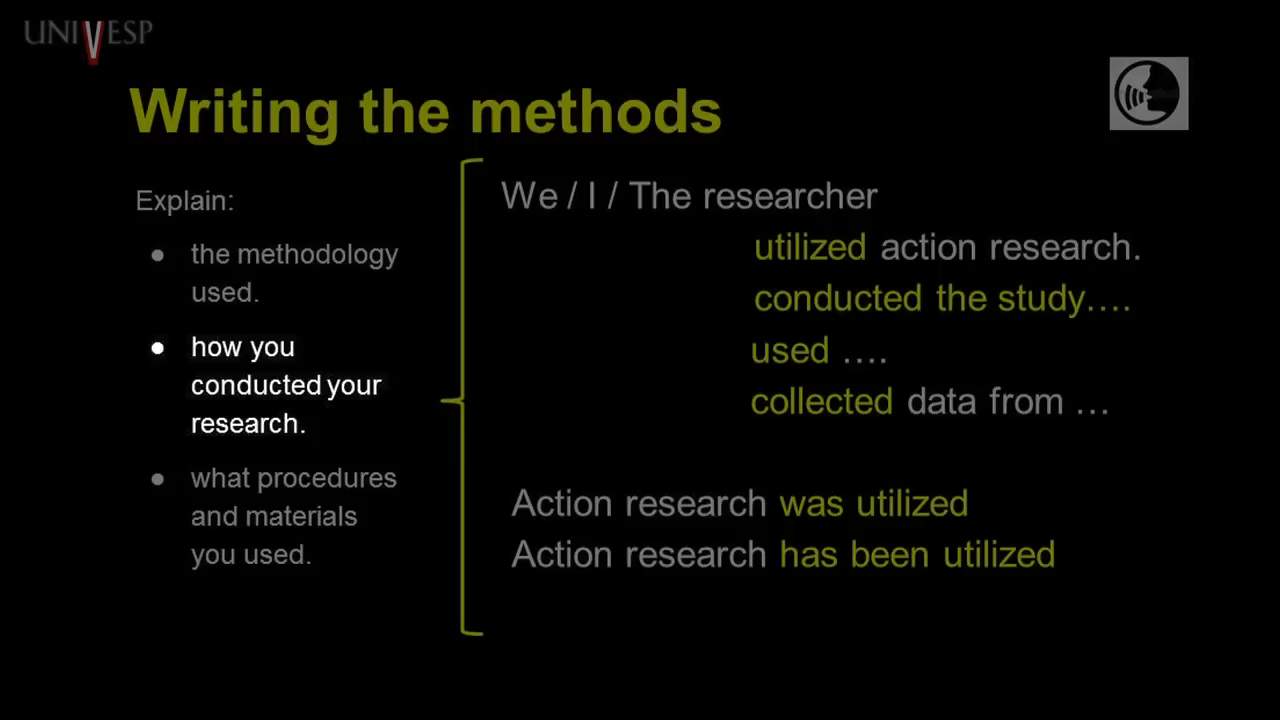 UNIVESP
Writing the methods
Explain:
● the methodology
used.
● how you
conducted your
research.
● what procedures
and materials
you used.
We / I / The researcher
utilized action research.
conducted the study….
used ….
collected data from …
Action research was utilized
Action research has been utilized